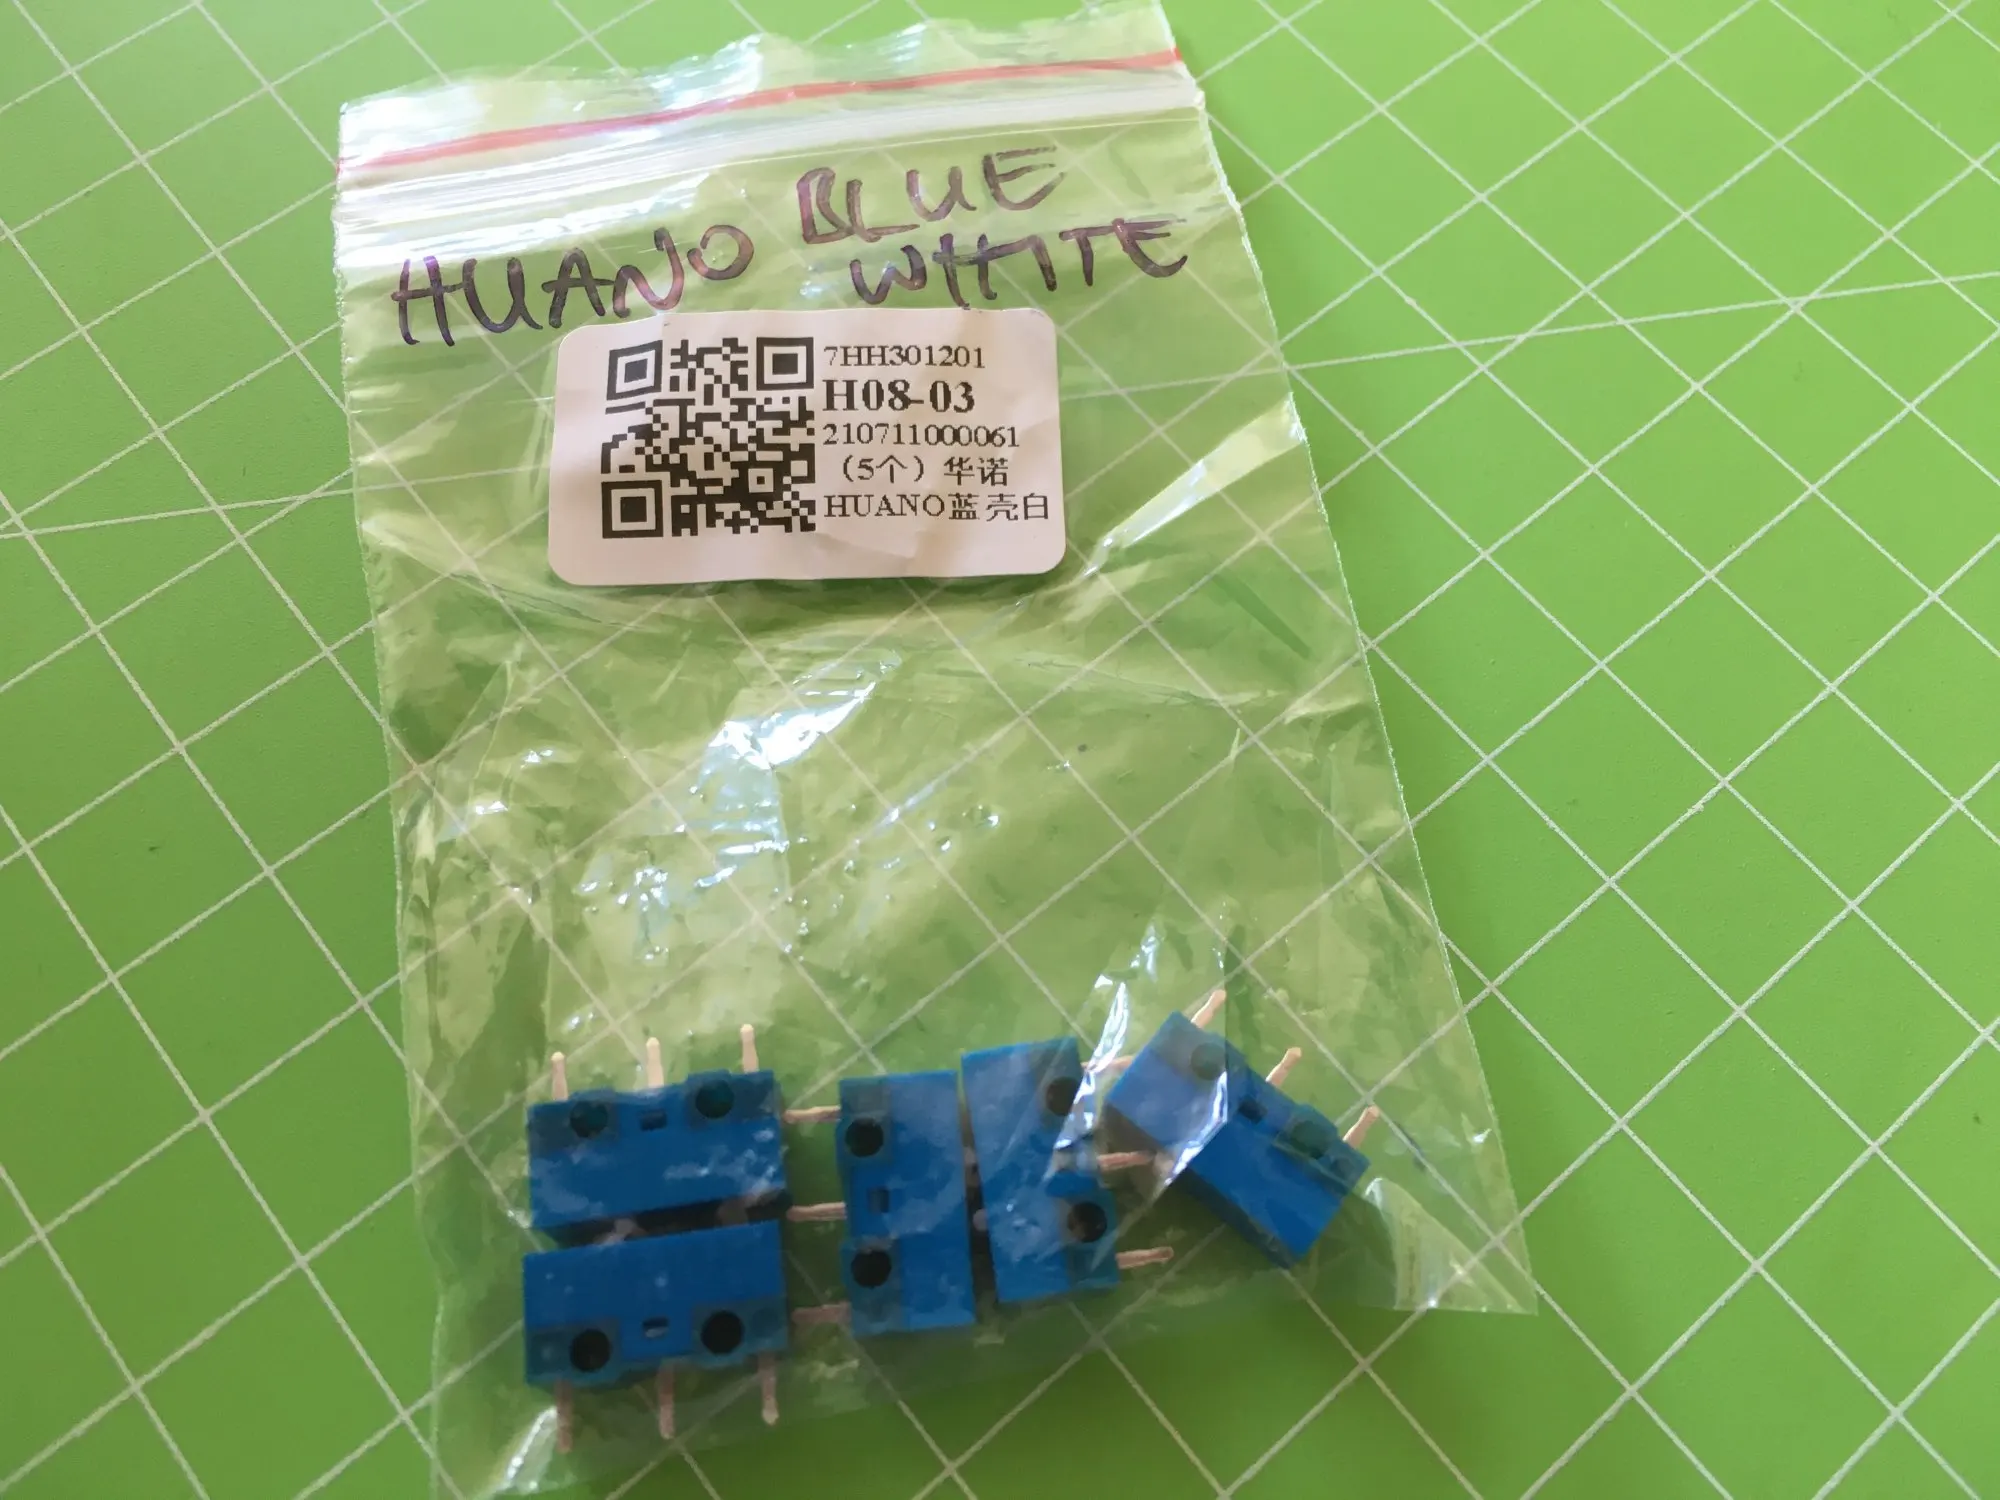 BLUE
HUANO WHITE
7HH301201
H08-03
210711000061
(5个) 华诺
HUANO蓝壳白